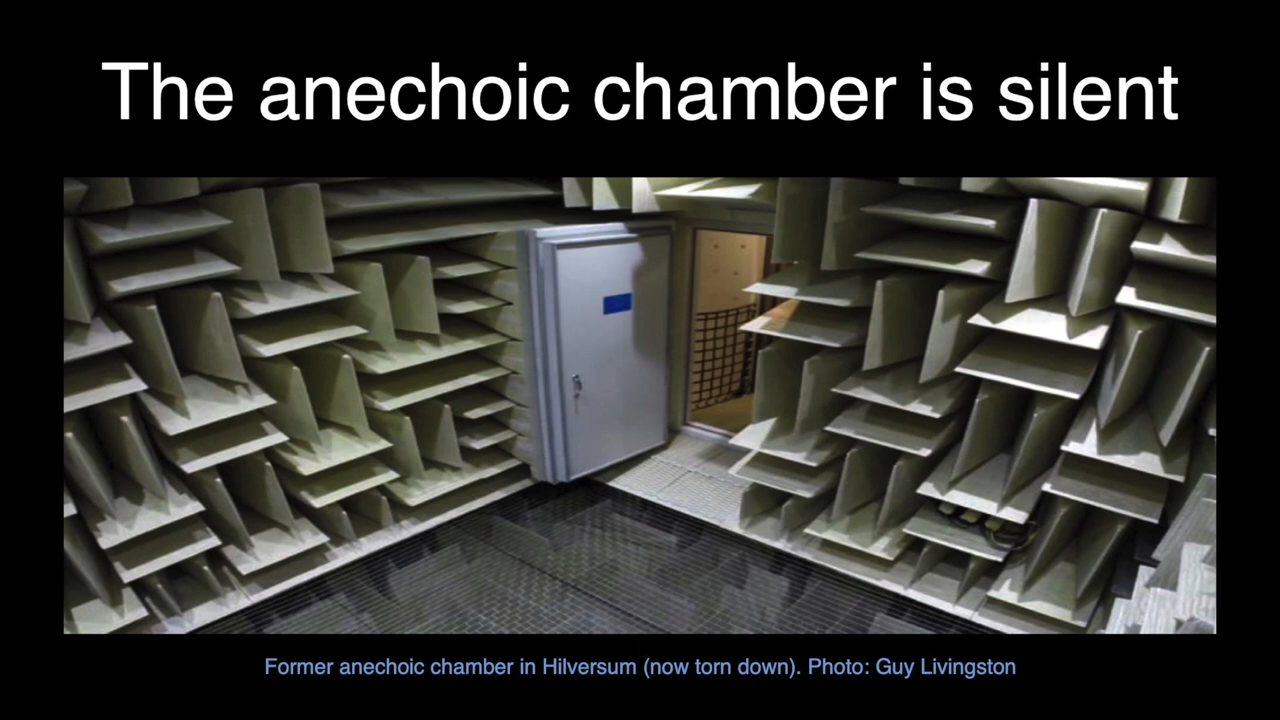 The anechoic chamber is silent
Former anechoic chamber in Hilversum (now torn down). Photo: Guy Livingston